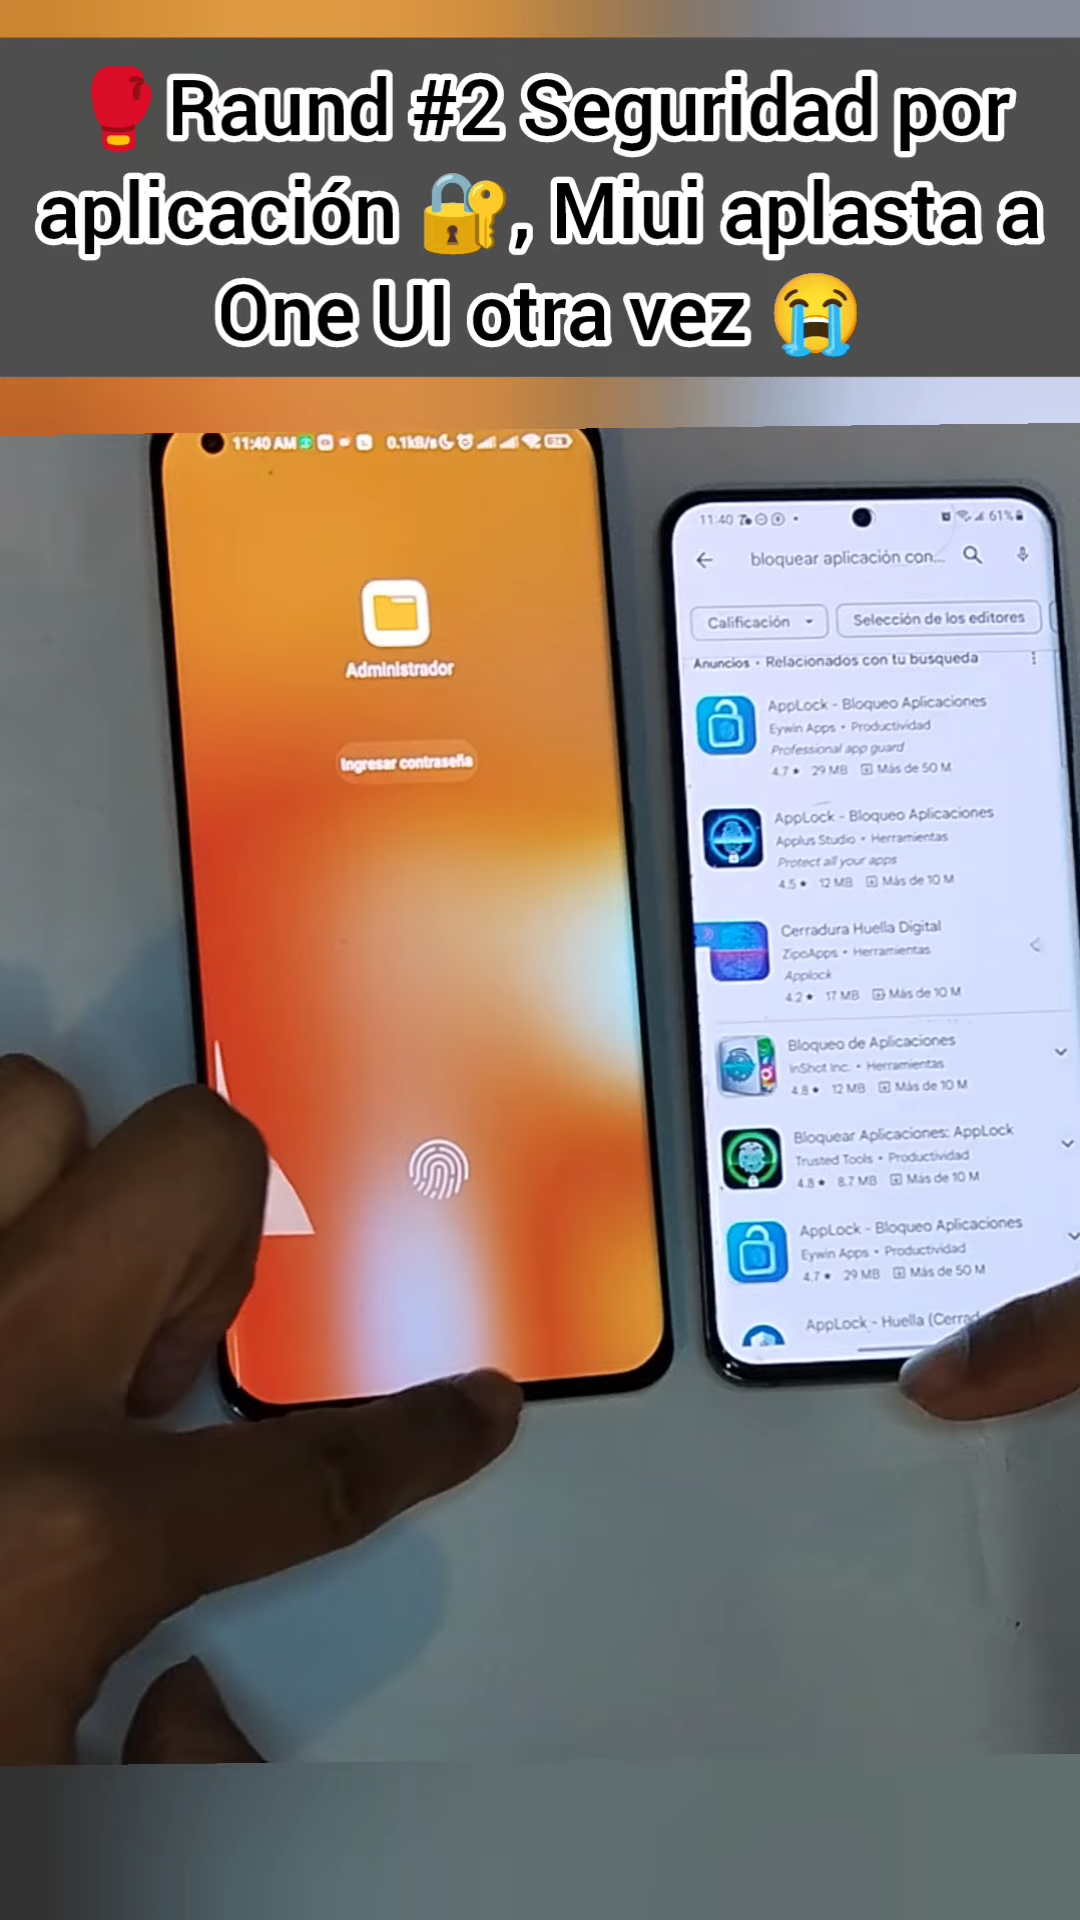 🥊Raund #2 Seguridad por
aplicación 🔐, Miui aplasta a
One UI otra vez 😭
11:40 AM
0.1kB/s
Administrador
Ingresar contraseña
11:40
61%
bloquear aplicación con...
Calificación
Selección de los editores
Anuncios • Relacionados con tu búsqueda
AppLock - Bloqueo Aplicaciones
Eywin Apps • Productividad
Professional app guard
4.7★ 29 MB Más de 50 M
AppLock - Bloqueo Aplicaciones
Applus Studio • Herramientas
Protect all your apps
4.5★ 12 MB Más de 10 M
Cerradura Huella Digital
ZipoApps • Herramientas
Applock
4.2★ 17 MB Más de 10 M
Bloqueo de Aplicaciones
InShot Inc. • Herramientas
4.8★ 12 MB Más de 10 M
Bloquear Aplicaciones: AppLock
Trusted Tools • Productividad
4.8★ 8.7 MB Más de 10 M
AppLock - Bloqueo Aplicaciones
Eywin Apps • Productividad
4.7★ 29 MB Más de 50 M
AppLock - Huella (Cerrad